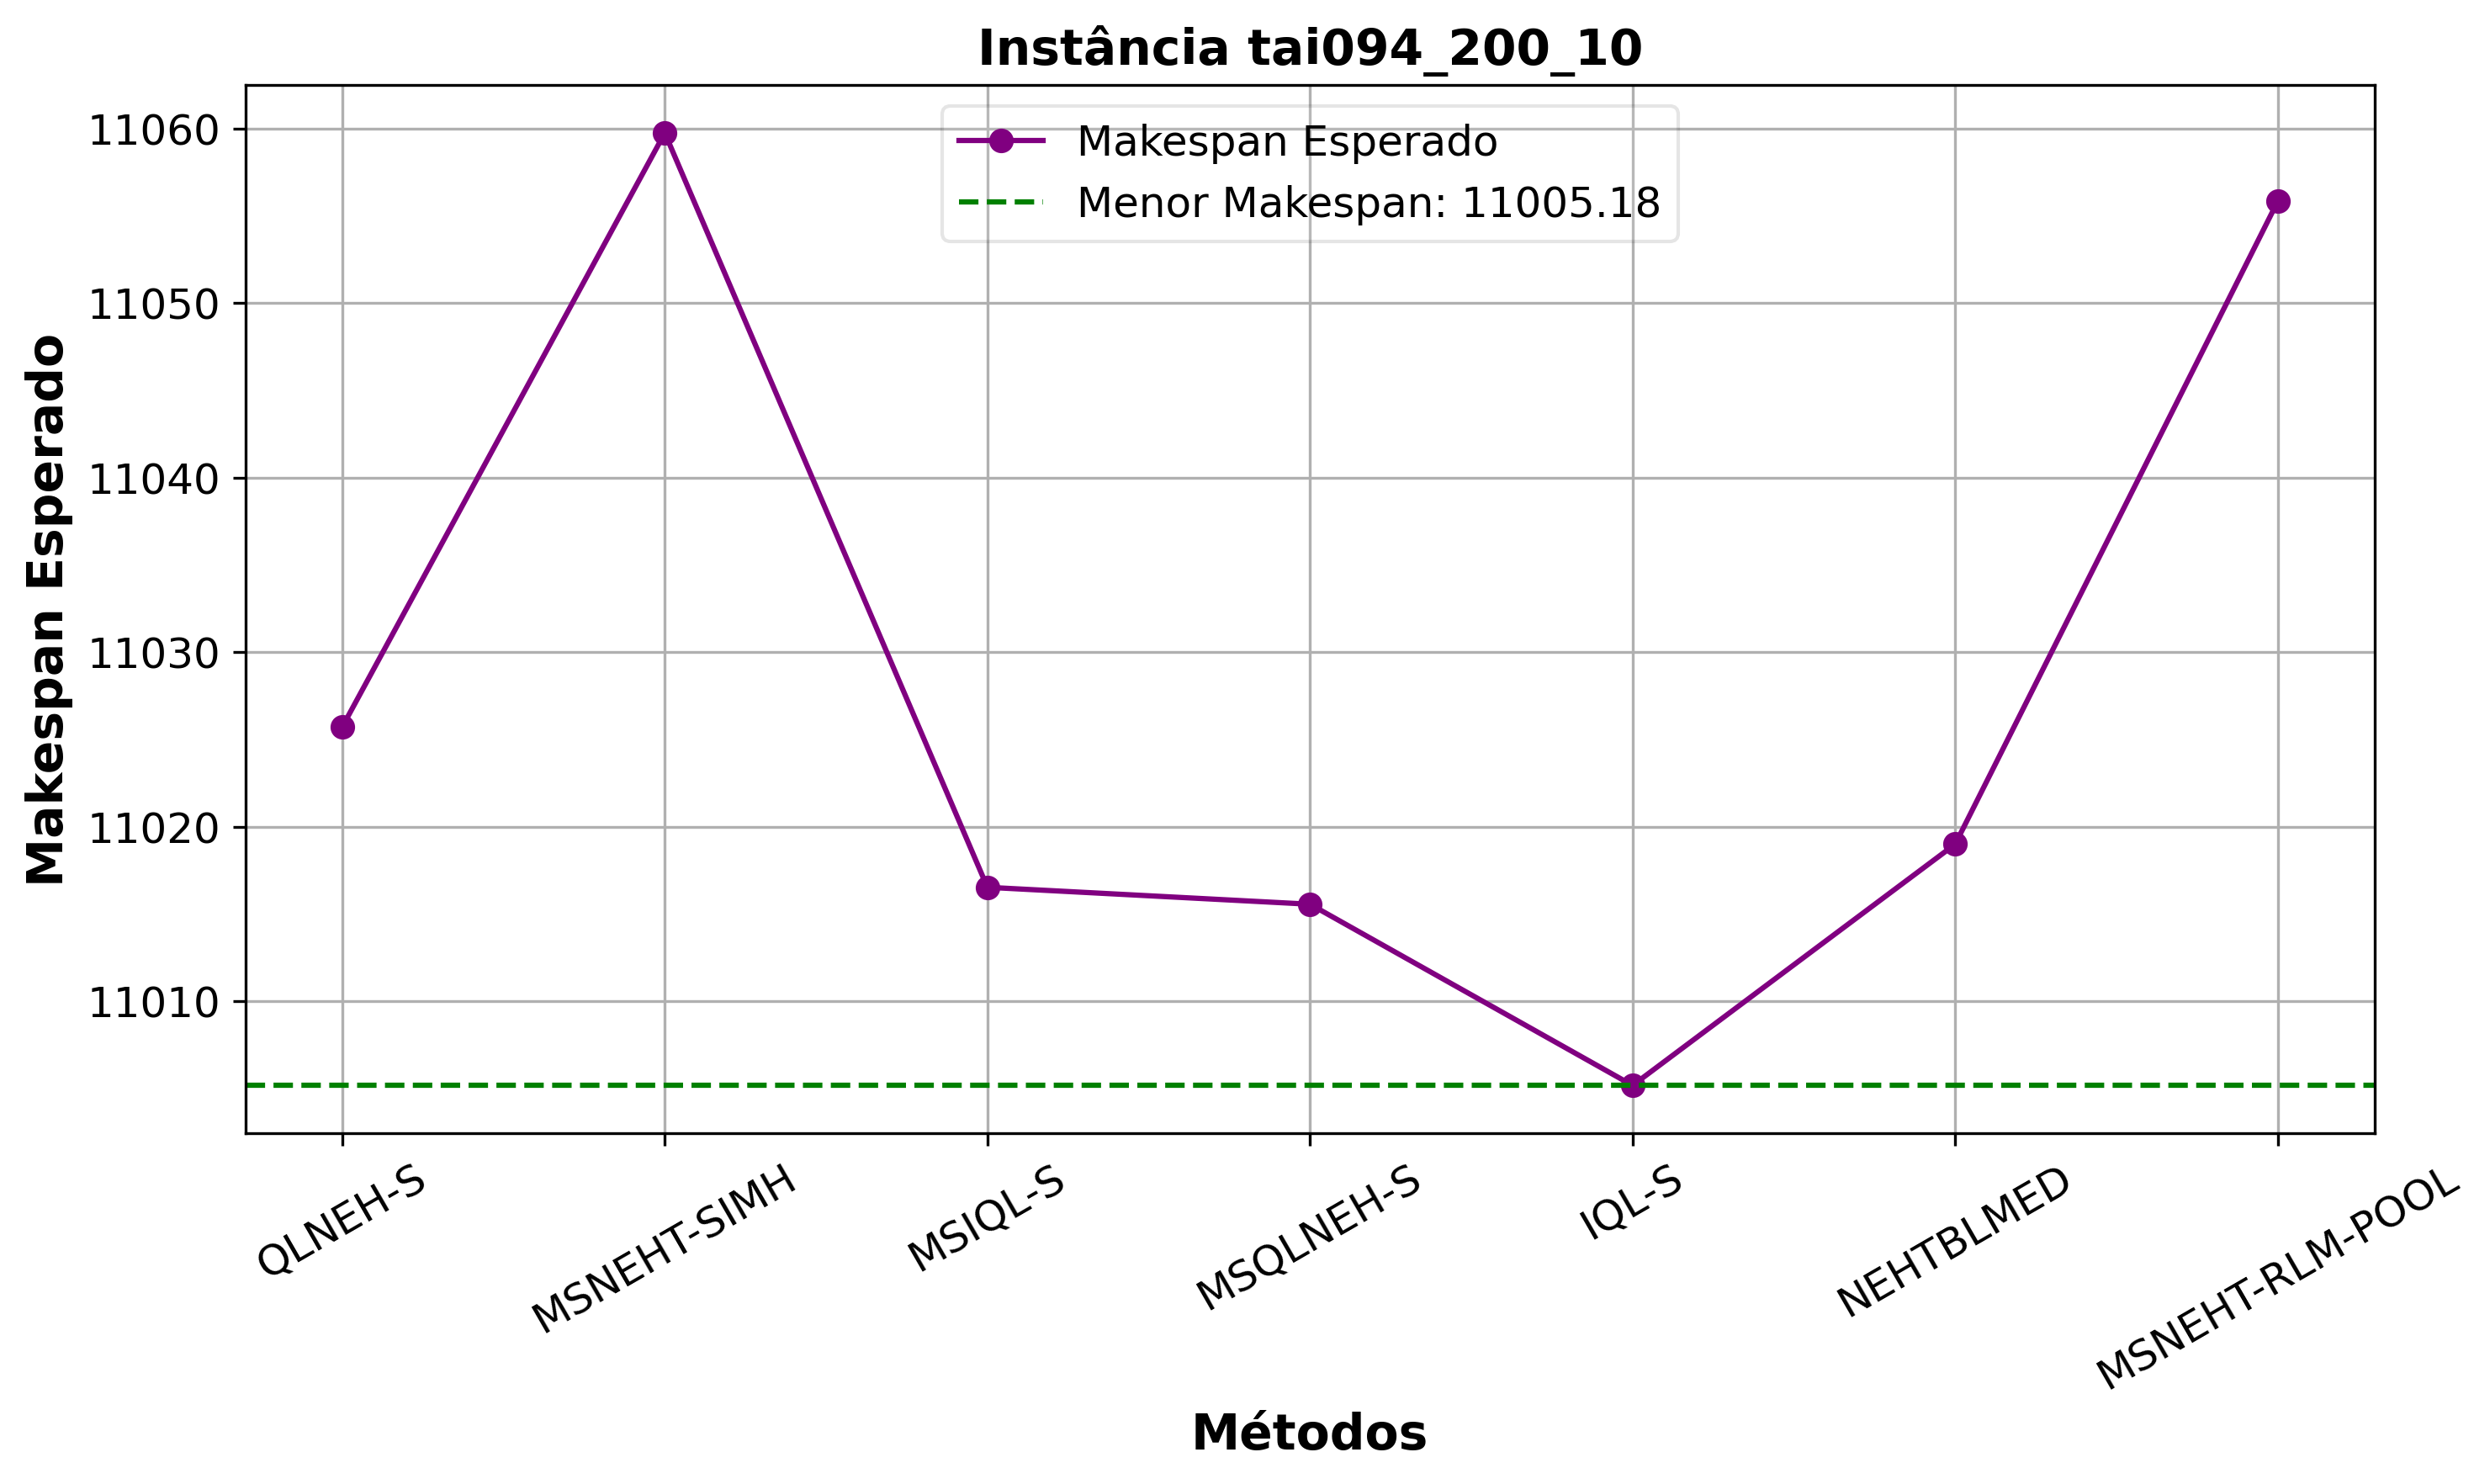 Instância tai094_200_10
Makespan Esperado
Menor Makespan: 11005.18
Makespan Esperado
11060
11050
11040
11030
11020
11010
QLNEH-S
MSNEHT-SIMH
MSIQL-S
MSQLNEH-S
IQL-S
NEHTBLMED
MSNEHT-RLM-POOL
Métodos